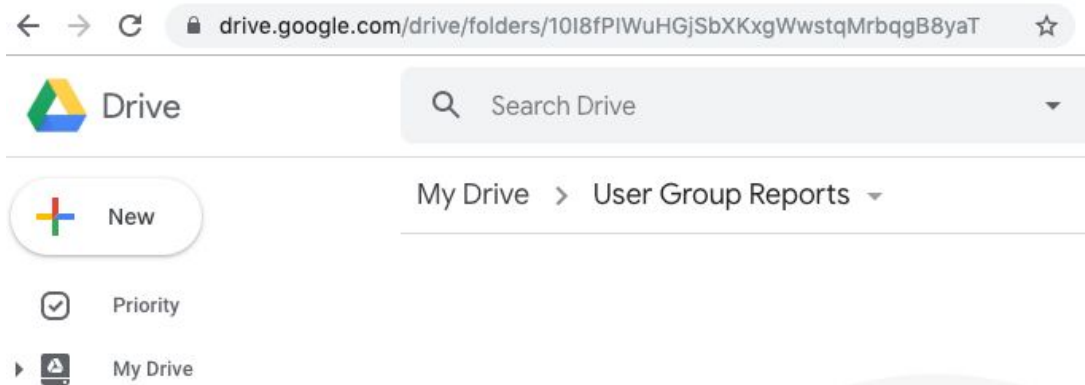 drive.google.com/drive/folders/10I8fPIWuHGjSbXKxgWwstqMrbqgB8yaT
Drive
Search Drive
My Drive > User Group Reports
New
Priority
My Drive